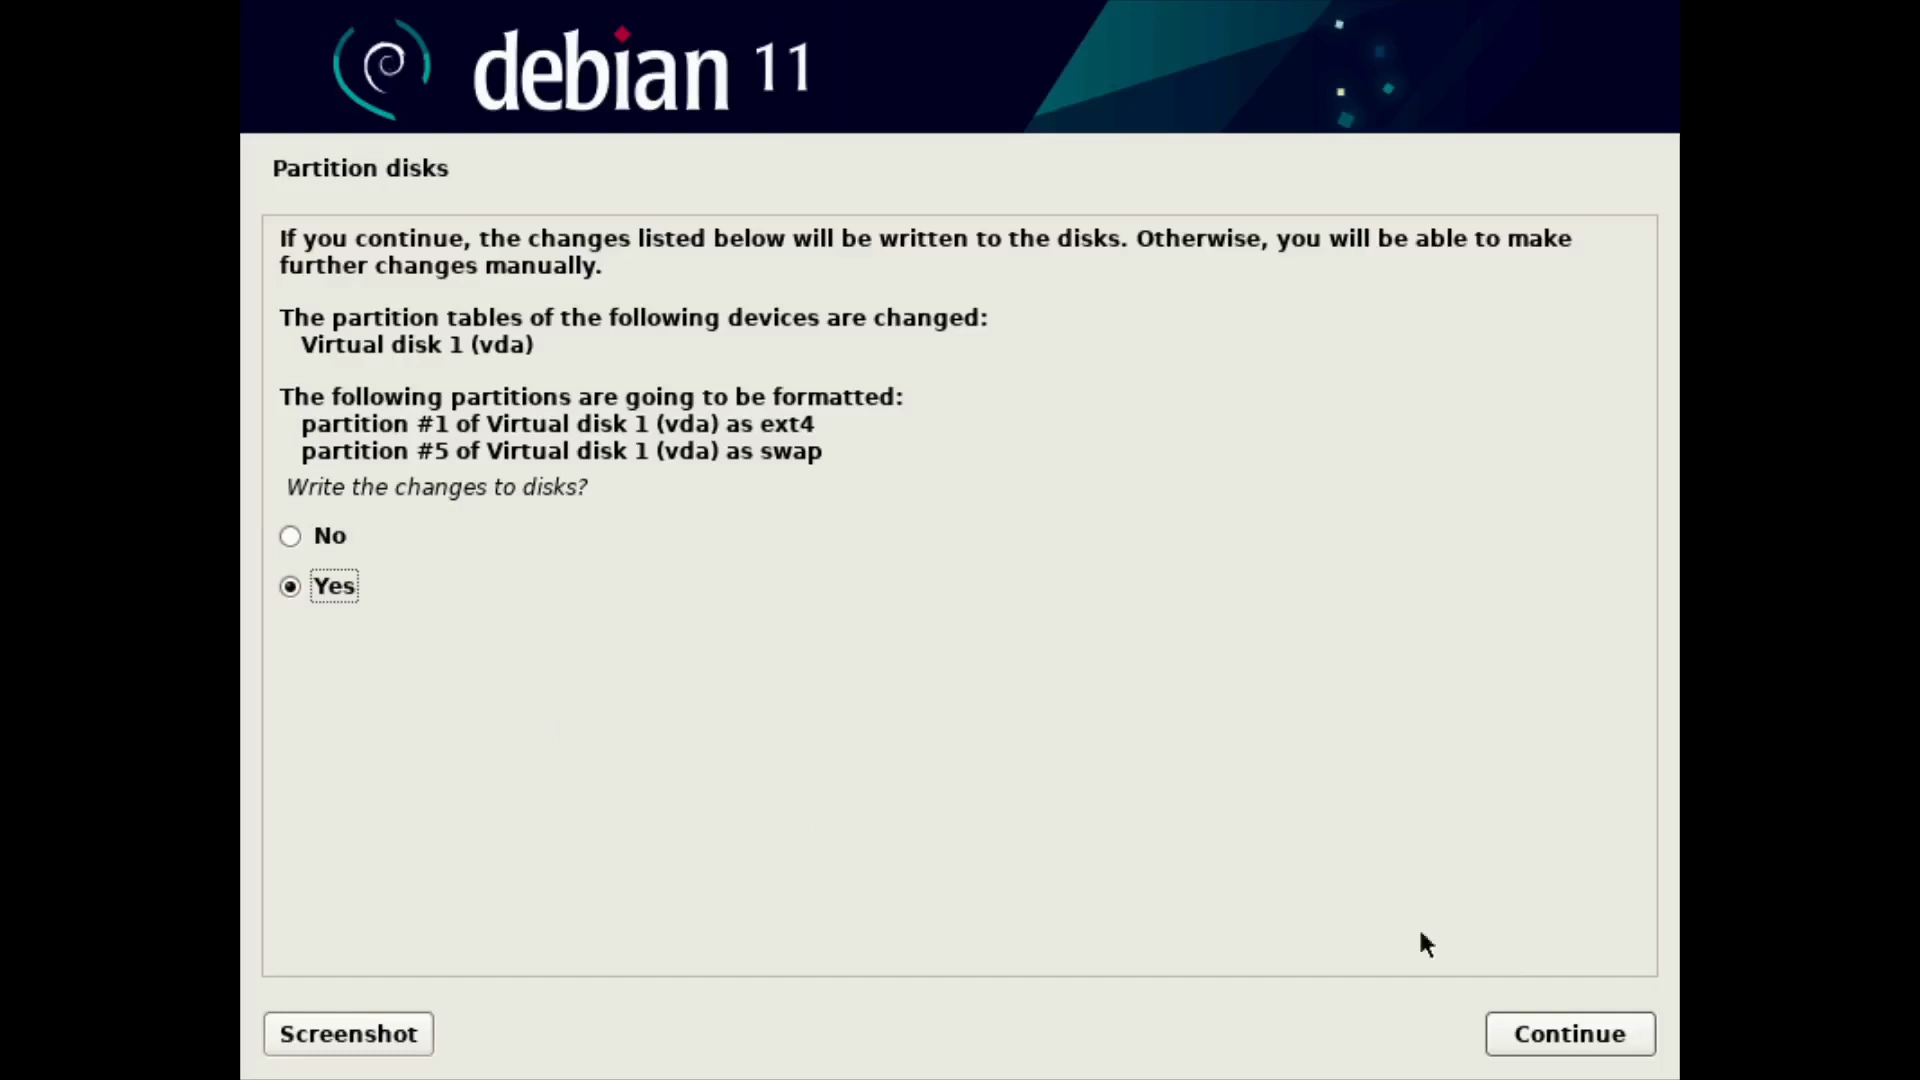 debian 11
Partition disks
If you continue, the changes listed below will be written to the disks. Otherwise, you will be able to make
further changes manually.
The partition tables of the following devices are changed:
Virtual disk 1 (vda)
The following partitions are going to be formatted:
partition #1 of Virtual disk 1 (vda) as ext4
partition #5 of Virtual disk 1 (vda) as swap
Write the changes to disks?
No
Yes
Screenshot
Continue